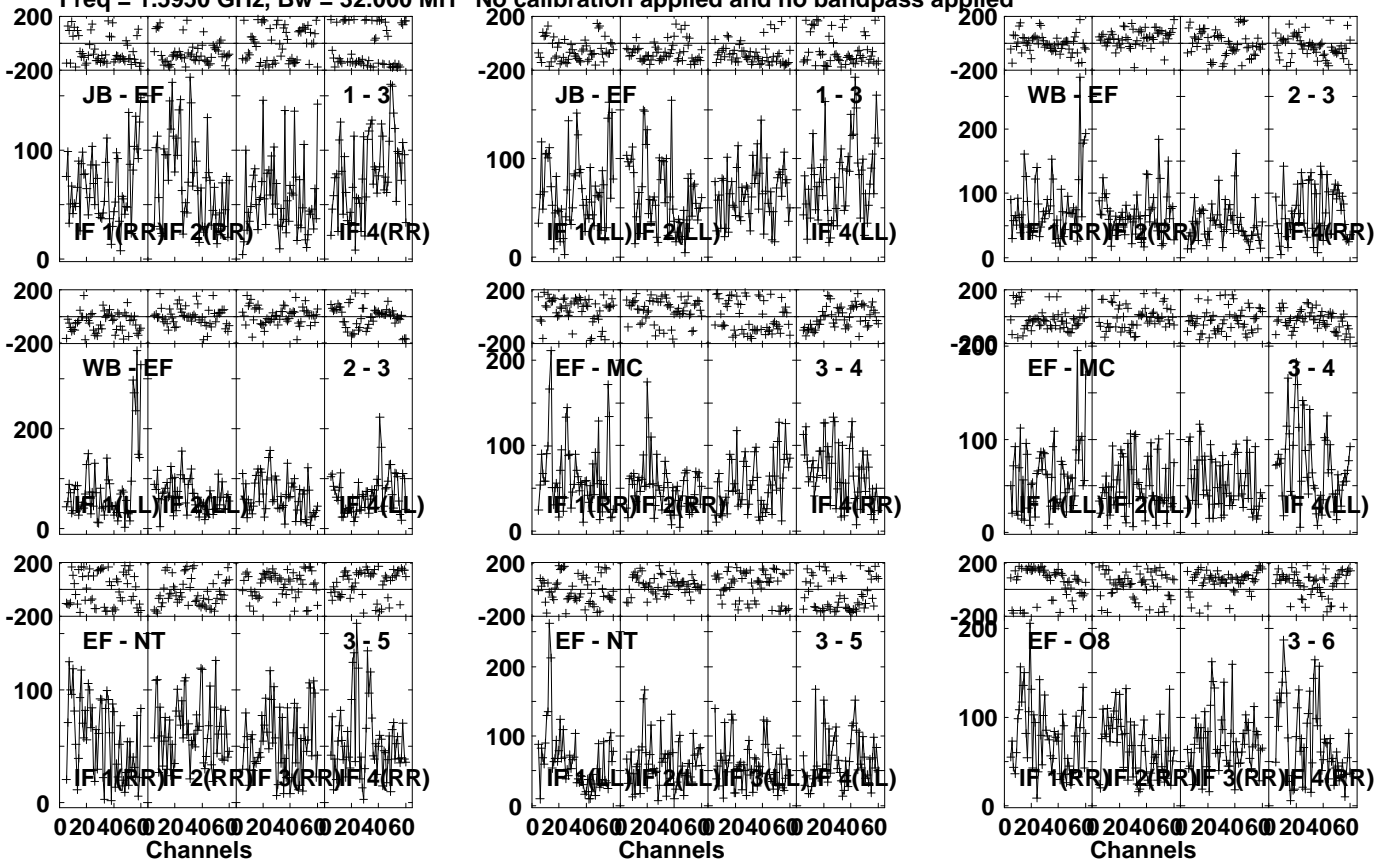 Freq = 1.5950 GHz, Bw = 32.000 MH No calibration applied and no bandpass applied
-200
JB - EF 1 - 3
100
IF 1(RR) IF 2(RR) IF 4(RR)
0
JB - EF 1 - 3
100
IF 1(LL) IF 2(LL) IF 4(LL)
0
200
-200
WB - EF 2 - 3
200
100
IF 1(RR) IF 2(RR) IF 4(RR)
0
200
-200
WB - EF 2 - 3
200
IF 1(LL) IF 2(LL) IF 4(LL)
0
200
-200
200
EF - MC 3 - 4
100
IF 1(RR) IF 2(RR) IF 4(RR)
0
200
-200
200
EF - MC 3 - 4
100
IF 1(LL) IF 2(LL) IF 4(LL)
0
200
-200
EF - NT 3 - 5
100
IF 1(RR) IF 2(RR) IF 3(RR) IF 4(RR)
0
0 20 40 60 0 20 40 60 0 20 40 60 0 20 40 60
Channels
200
-200
200
EF - NT 3 - 5
100
IF 1(LL) IF 2(LL) IF 3(LL) IF 4(LL)
0
0 20 40 60 0 20 40 60 0 20 40 60 0 20 40 60
Channels
200
-200
200
EF - O8 3 - 6
100
IF 1(RR) IF 2(RR) IF 3(RR) IF 4(RR)
0
0 20 40 60 0 20 40 60 0 20 40 60 0 20 40 60
Channels